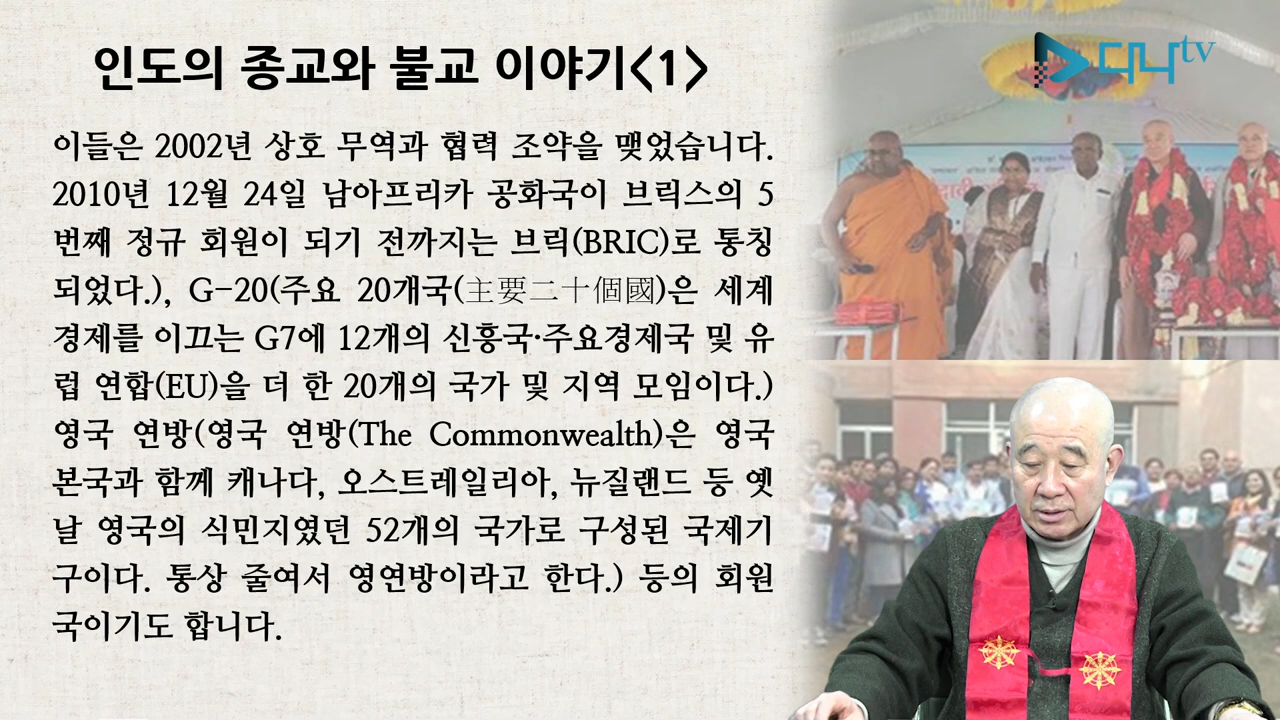 인도의 종교와 불교 이야기<1>
이들은 2002년 상호 무역과 협력 조약을 맺었습니다.
2010년 12월 24일 남아프리카 공화국이 브릭스의 5
번째 정규 회원이 되기 전까지는 브릭(BRIC)로 통칭
되었다.), G-20(주요 20개국(主要二十個國)은 세계
경제를 이끄는 G7에 12개의 신흥국·주요경제국 및 유
럽 연합(EU)을 더 한 20개의 국가 및 지역 모임이다.)
영국 연방(영국 연방(The Commonwealth)은 영국
본국과 함께 캐나다, 오스트레일리아, 뉴질랜드 등 옛
날 영국의 식민지였던 52개의 국가로 구성된 국제기
구이다. 통상 줄여서 영연방이라고 한다.) 등의 회원
국이기도 합니다.
tv